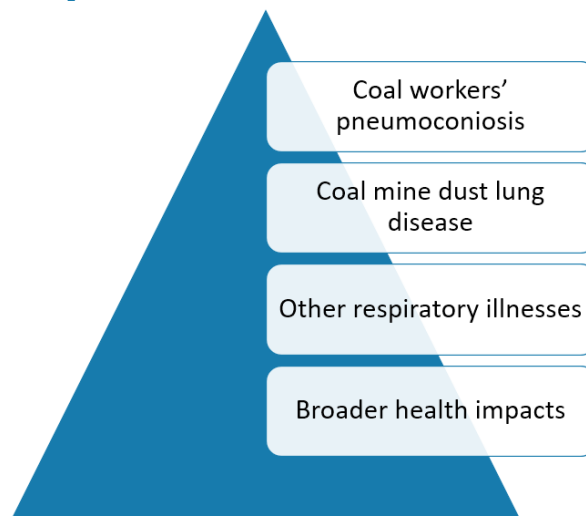 Coal workers’
pneumoconiosis
Coal mine dust lung
disease
Other respiratory illnesses
Broader health impacts